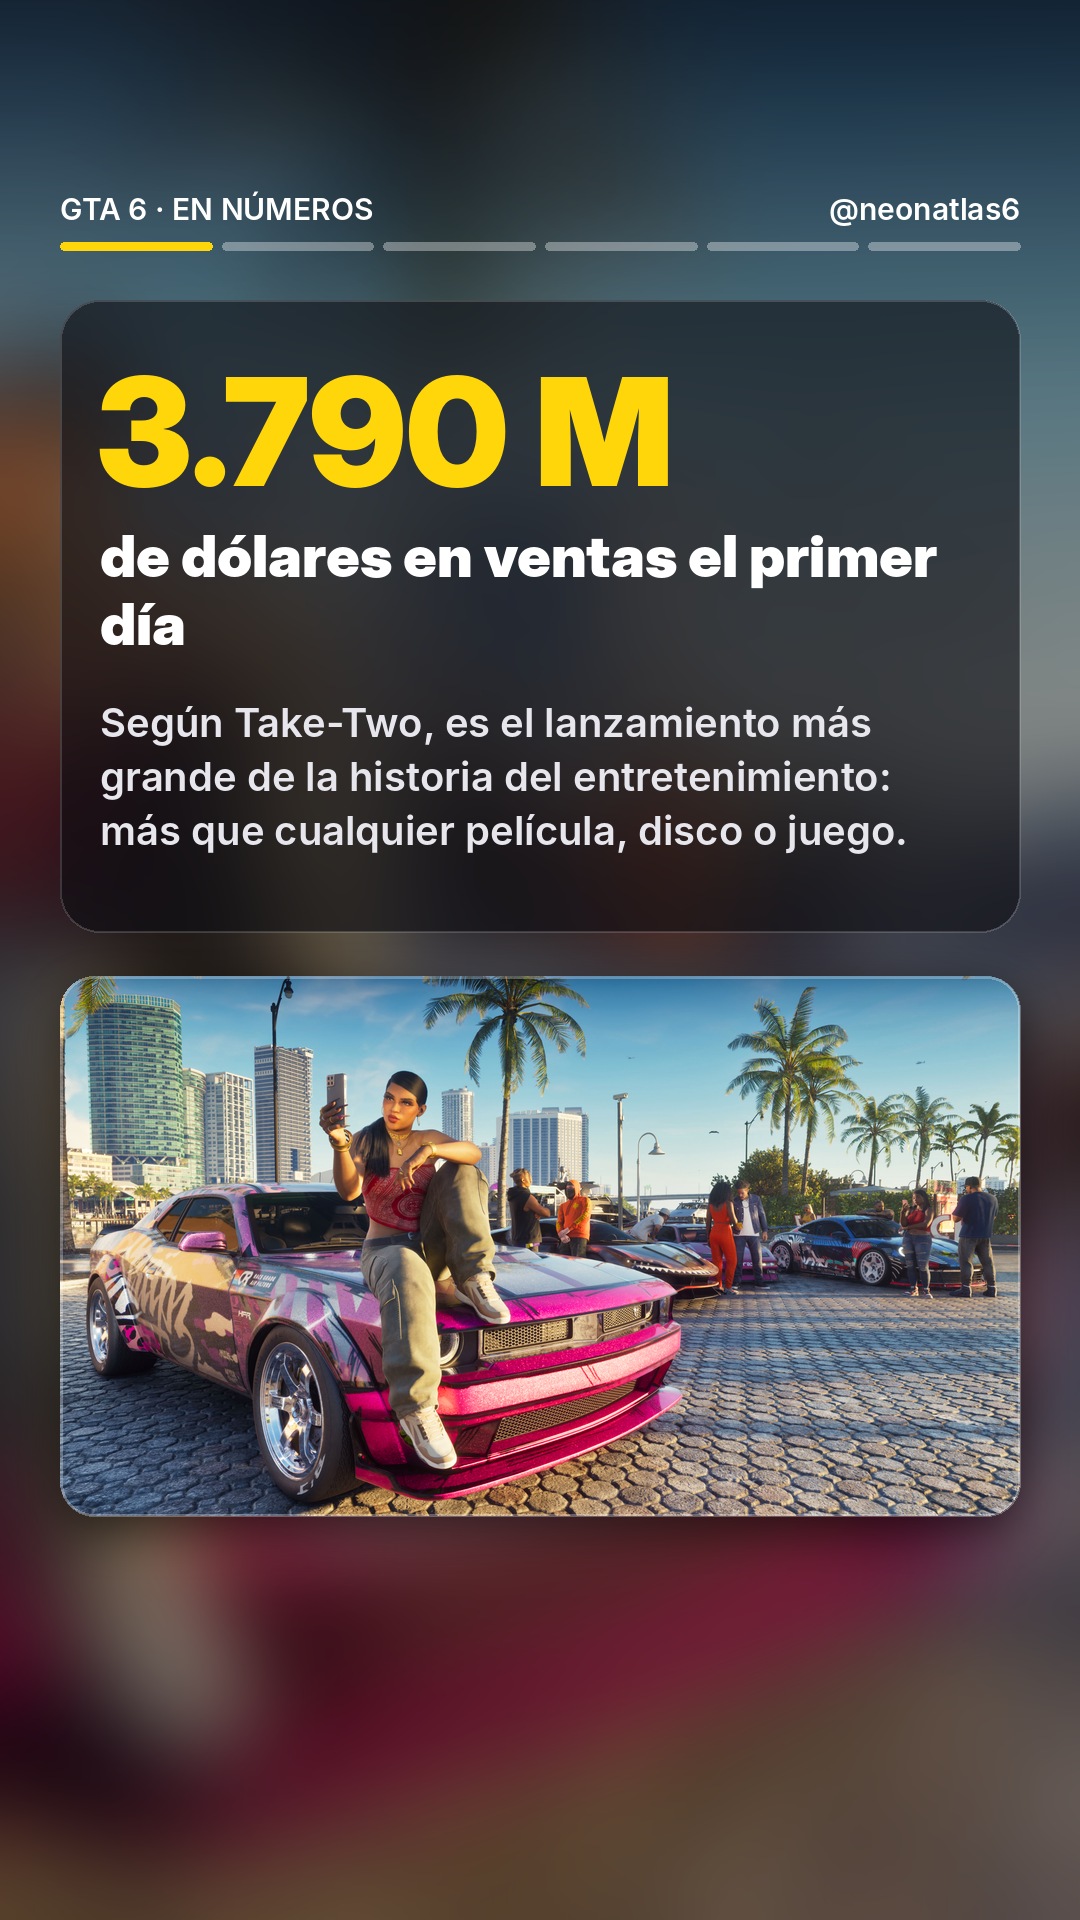 GTA 6 · EN NÚMEROS
@neonatlas6
3.790 M
de dólares en ventas el primer
día
Según Take-Two, es el lanzamiento más
grande de la historia del entretenimiento:
más que cualquier película, disco o juego.